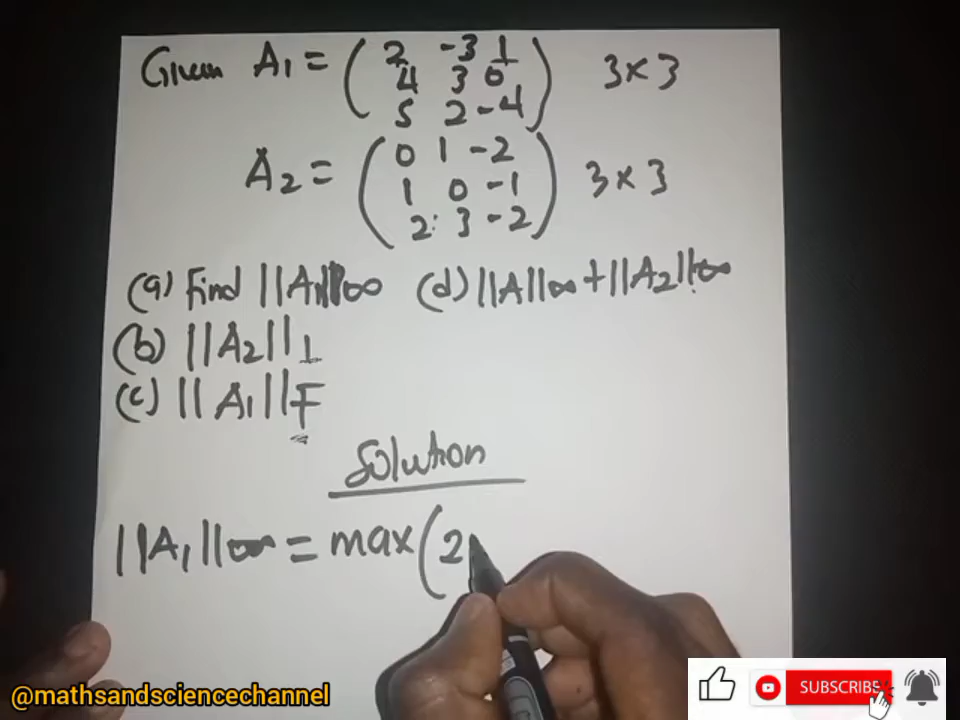 Given A1 = ( 2 -3 1 ) 3 × 3
4 3 0
5 2 -4
A2 = ( 0 1 -2 ) 3 × 3
1 0 -1
2 3 -2
(a) Find ||A1||∞ (d) ||A||∞ + ||A2||∞
(b) ||A2||1
(c) ||A1||F
Solution
||A1||∞ = max ( 2
@mathsandsciencechannel
SUBSCRIBE